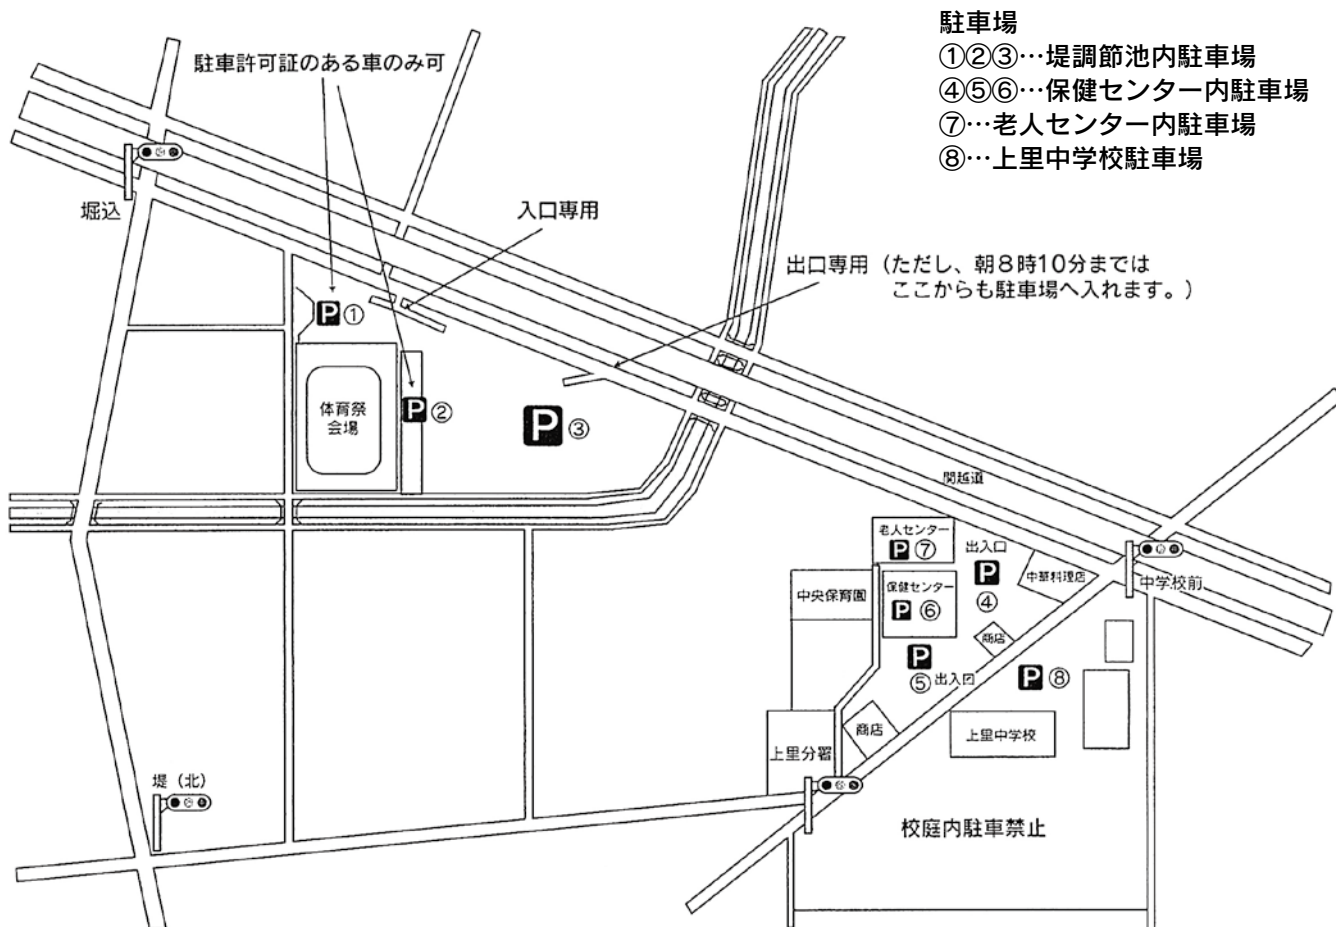 駐車場
①②③…堤調節池内駐車場
④⑤⑥…保健センター内駐車場
⑦…老人センター内駐車場
⑧…上里中学校駐車場
駐車許可証のある車のみ可
堀込
入口専用
出口専用（ただし、朝8時10分までは
ここからも駐車場へ入れます。）
P①
体育祭
会場
P②
P③
関越道
老人センター
P⑦
出入口
P
④
中華料理店
中学校前
中央保育園
保健センター
P⑥
商店
P
⑤出入口
P⑧
商店
上里中学校
上里分署
堤（北）
校庭内駐車禁止